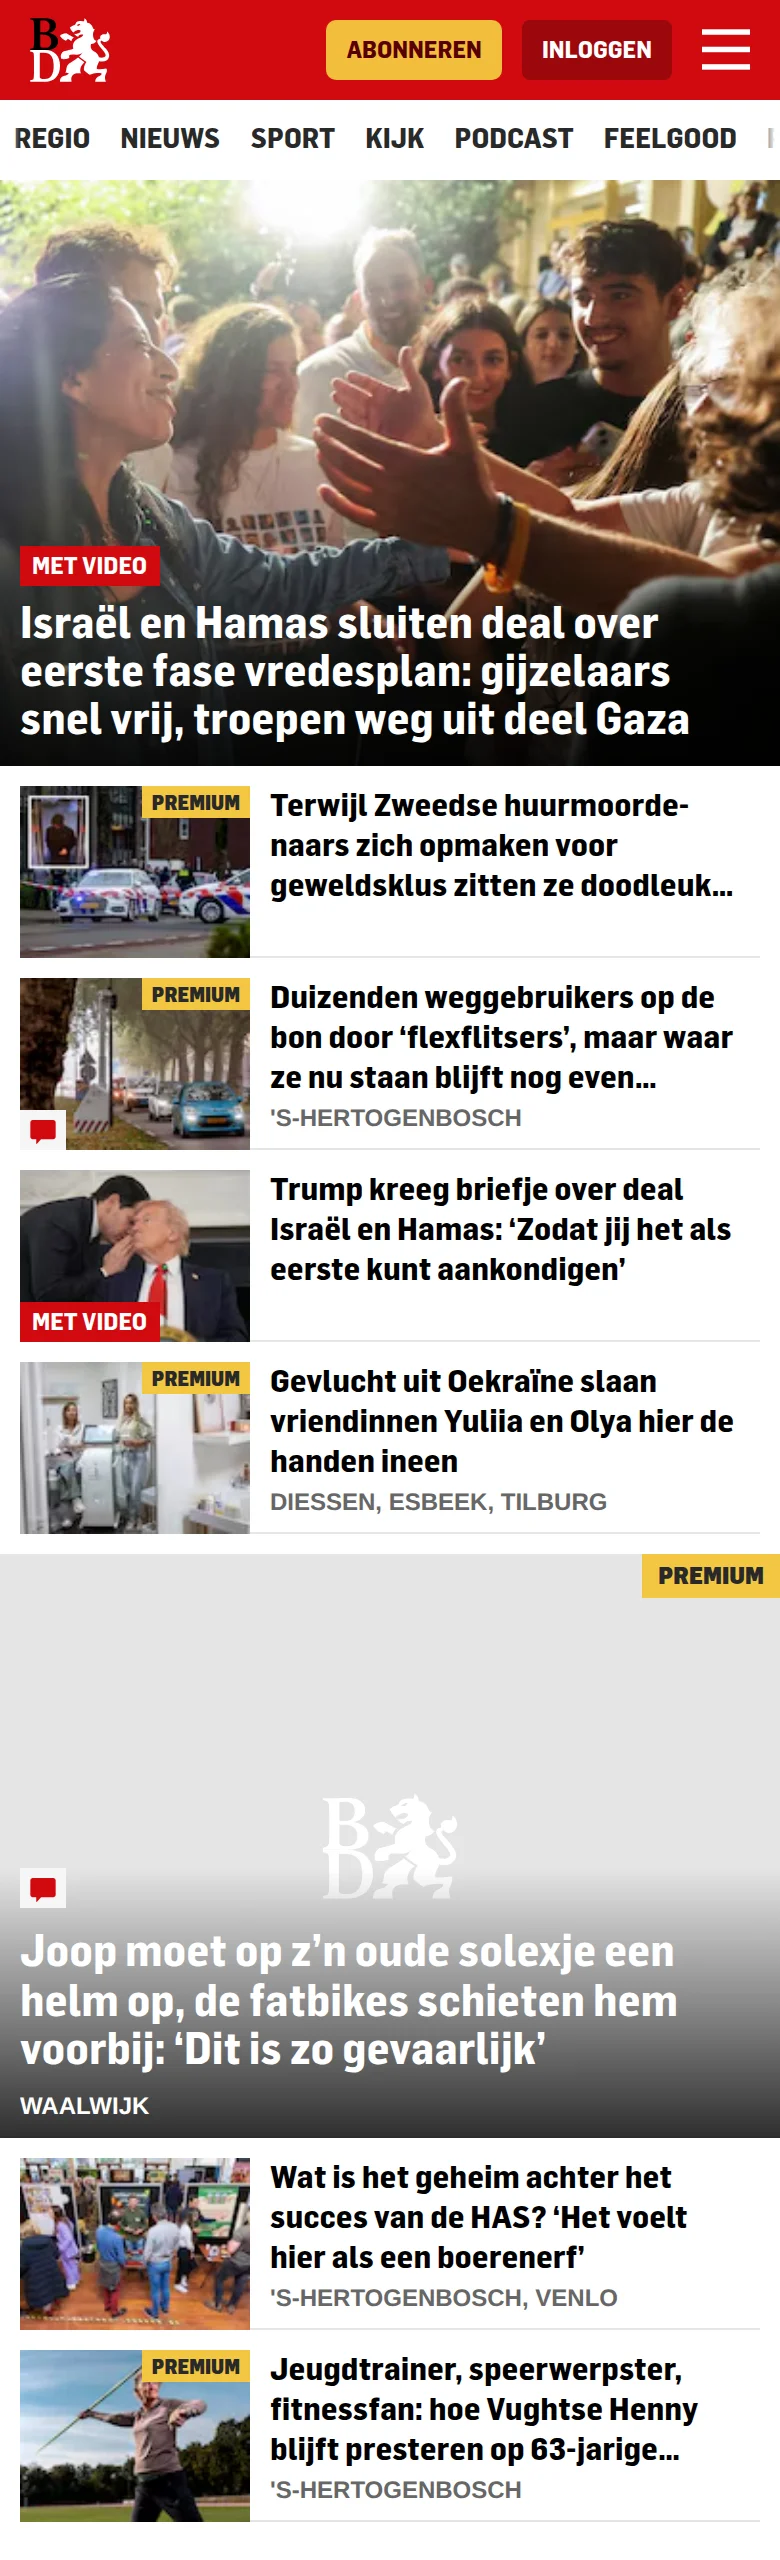 B
D
ABONNEREN
INLOGGEN
REGIO NIEUWS SPORT KIJK PODCAST FEELGOOD
MET VIDEO
Israël en Hamas sluiten deal over
eerste fase vredesplan: gijzelaars
snel vrij, troepen weg uit deel Gaza
PREMIUM
Terwijl Zweedse huurmoorde-
naars zich opmaken voor
geweldsklus zitten ze doodleuk...
PREMIUM
Duizenden weggebruikers op de
bon door ‘flexflitsers’, maar waar
ze nu staan blijft nog even...
'S-HERTOGENBOSCH
Trump kreeg briefje over deal
Israël en Hamas: ‘Zodat jij het als
eerste kunt aankondigen’
MET VIDEO
PREMIUM
Gevlucht uit Oekraïne slaan
vriendinnen Yuliia en Olya hier de
handen ineen
DIESSEN, ESBEEK, TILBURG
PREMIUM
B
D
Joop moet op z’n oude solexje een
helm op, de fatbikes schieten hem
voorbij: ‘Dit is zo gevaarlijk’
WAALWIJK
Wat is het geheim achter het
succes van de HAS? ‘Het voelt
hier als een boerenerf’
'S-HERTOGENBOSCH, VENLO
PREMIUM
Jeugdtrainer, speerwerpster,
fitnessfan: hoe Vughtse Henny
blijft presteren op 63-jarige...
'S-HERTOGENBOSCH